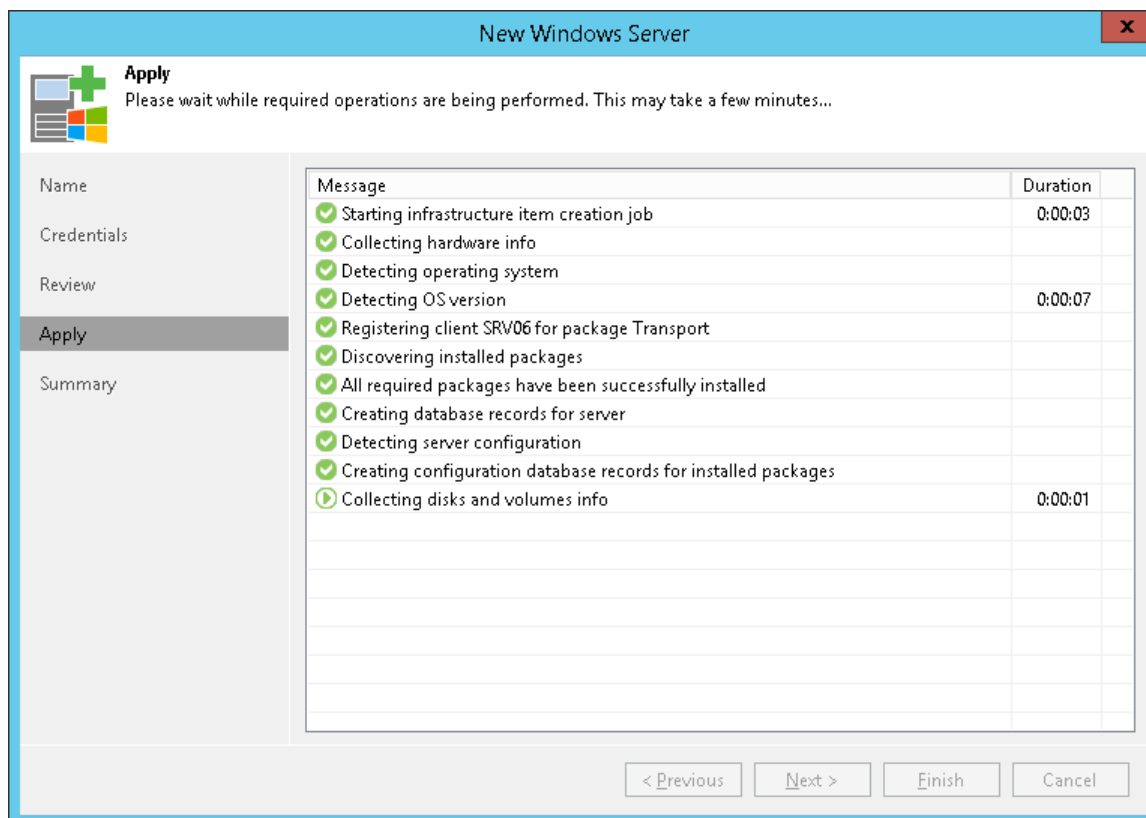 New Windows Server
x
Apply
Please wait while required operations are being performed. This may take a few minutes...
Name
Credentials
Review
Apply
Summary
Message Duration
Starting infrastructure item creation job 0:00:03
Collecting hardware info
Detecting operating system
Detecting OS version 0:00:07
Registering client SRV06 for package Transport
Discovering installed packages
All required packages have been successfully installed
Creating database records for server
Detecting server configuration
Creating configuration database records for installed packages
Collecting disks and volumes info 0:00:01
< Previous Next > Finish Cancel